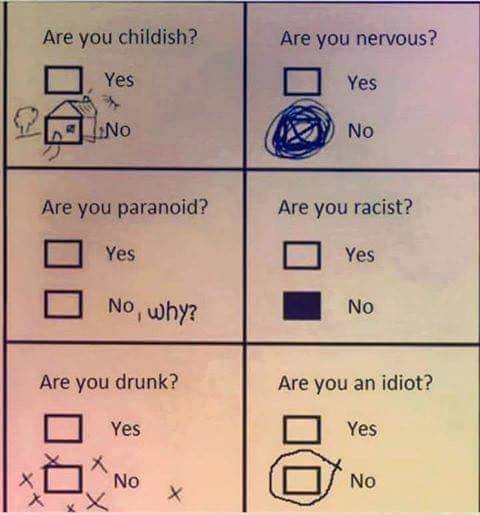 Are you childish?
Yes
No
Are you nervous?
Yes
No
Are you paranoid?
Yes
No, why?
Are you racist?
Yes
No
Are you drunk?
Yes
No
Are you an idiot?
Yes
No